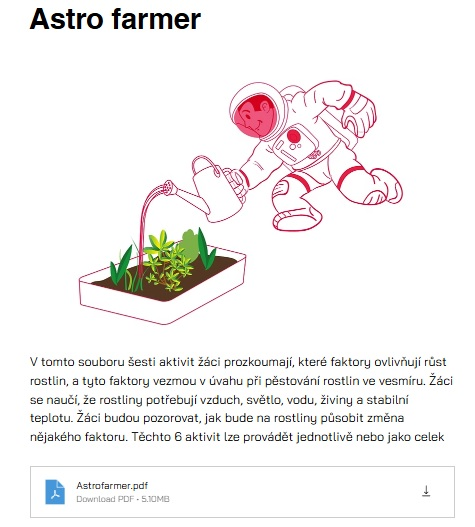 Astro farmer
V tomto souboru šesti aktivit žáci prozkoumají, které faktory ovlivňují růst
rostlin, a tyto faktory vezmou v úvahu při pěstování rostlin ve vesmíru. Žáci
se naučí, že rostliny potřebují vzduch, světlo, vodu, živiny a stabilní
teplotu. Žáci budou pozorovat, jak bude na rostliny působit změna
nějakého faktoru. Těchto 6 aktivit lze provádět jednotlivě nebo jako celek
Astrofarmer.pdf
Download PDF • 5.10MB